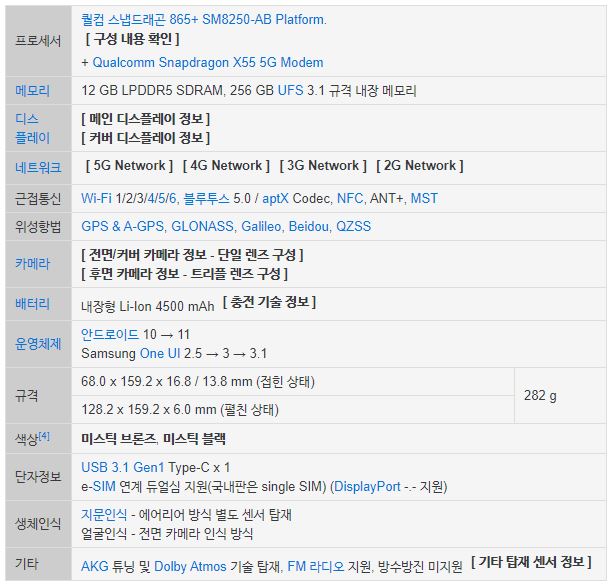 프로세서
퀄컴 스냅드래곤 865+ SM8250-AB Platform.
[ 구성 내용 확인 ]
+ Qualcomm Snapdragon X55 5G Modem
메모리
12 GB LPDDR5 SDRAM, 256 GB UFS 3.1 규격 내장 메모리
디스
플레이
[ 메인 디스플레이 정보 ]
[ 커버 디스플레이 정보 ]
네트워크
[ 5G Network ] [ 4G Network ] [ 3G Network ] [ 2G Network ]
근접통신
Wi-Fi 1/2/3/4/5/6, 블루투스 5.0 / aptX Codec, NFC, ANT+, MST
위성항법
GPS & A-GPS, GLONASS, Galileo, Beidou, QZSS
카메라
[ 전면/커버 카메라 정보 - 단일 렌즈 구성 ]
[ 후면 카메라 정보 - 트리플 렌즈 구성 ]
배터리
내장형 Li-Ion 4500 mAh [ 충전 기술 정보 ]
운영체제
안드로이드 10 → 11
Samsung One UI 2.5 → 3 → 3.1
규격
68.0 x 159.2 x 16.8 / 13.8 mm (접힌 상태)
128.2 x 159.2 x 6.0 mm (펼친 상태)
282 g
색상[4]
미스틱 브론즈, 미스틱 블랙
단자정보
USB 3.1 Gen1 Type-C x 1
e-SIM 연계 듀얼심 지원(국내판은 single SIM) (DisplayPort -.- 지원)
생체인식
지문인식 - 에어리어 방식 별도 센서 탑재
얼굴인식 - 전면 카메라 인식 방식
기타
AKG 튜닝 및 Dolby Atmos 기술 탑재, FM 라디오 지원, 방수방진 미지원 [ 기타 탑재 센서 정보 ]